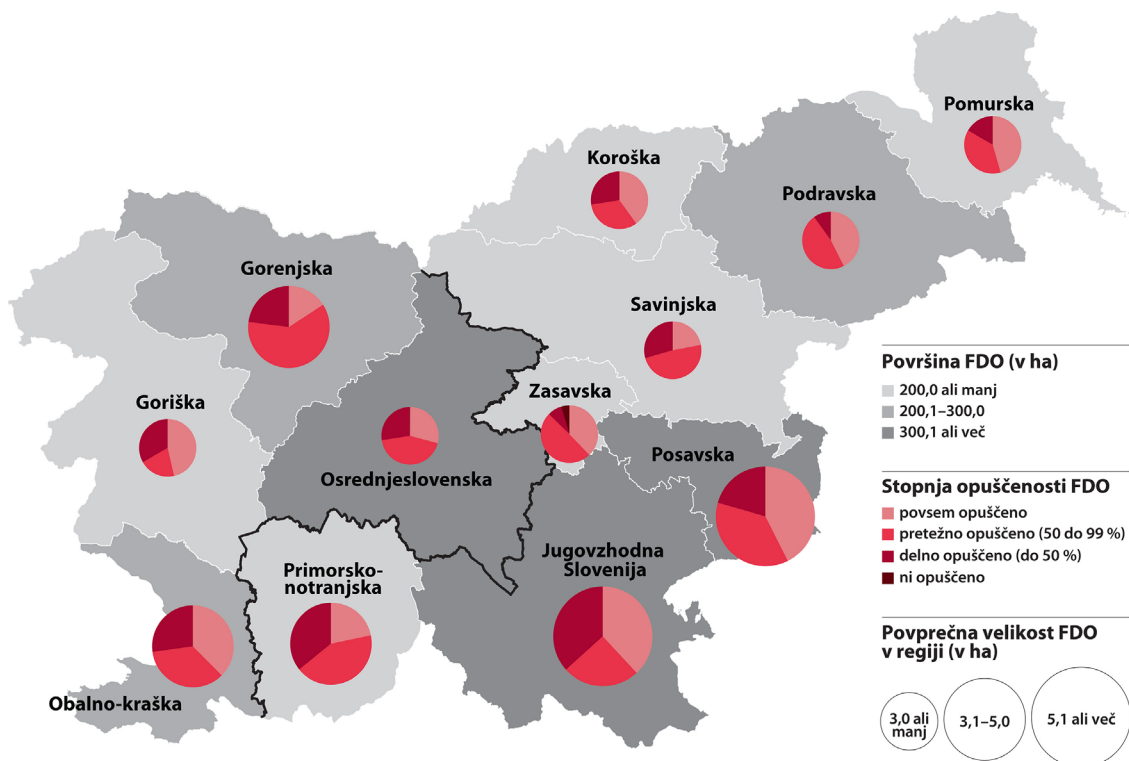 Pomurska
Koroška
Podravska
Gorenjska
Savinjska
Zasavska
Goriška
Posavska
Osrednjeslovenska
Jugovzhodna
Slovenija
Primorsko-
notranjska
Obalno-kraška
Površina FDO (v ha)
200,0 ali manj
200,1–300,0
300,1 ali več
Stopnja opuščenosti FDO
povsem opuščeno
pretežno opuščeno (50 do 99 %)
delno opuščeno (do 50 %)
ni opuščeno
Povprečna velikost FDO
v regiji (v ha)
3,0 ali
manj
3,1–5,0
5,1 ali več